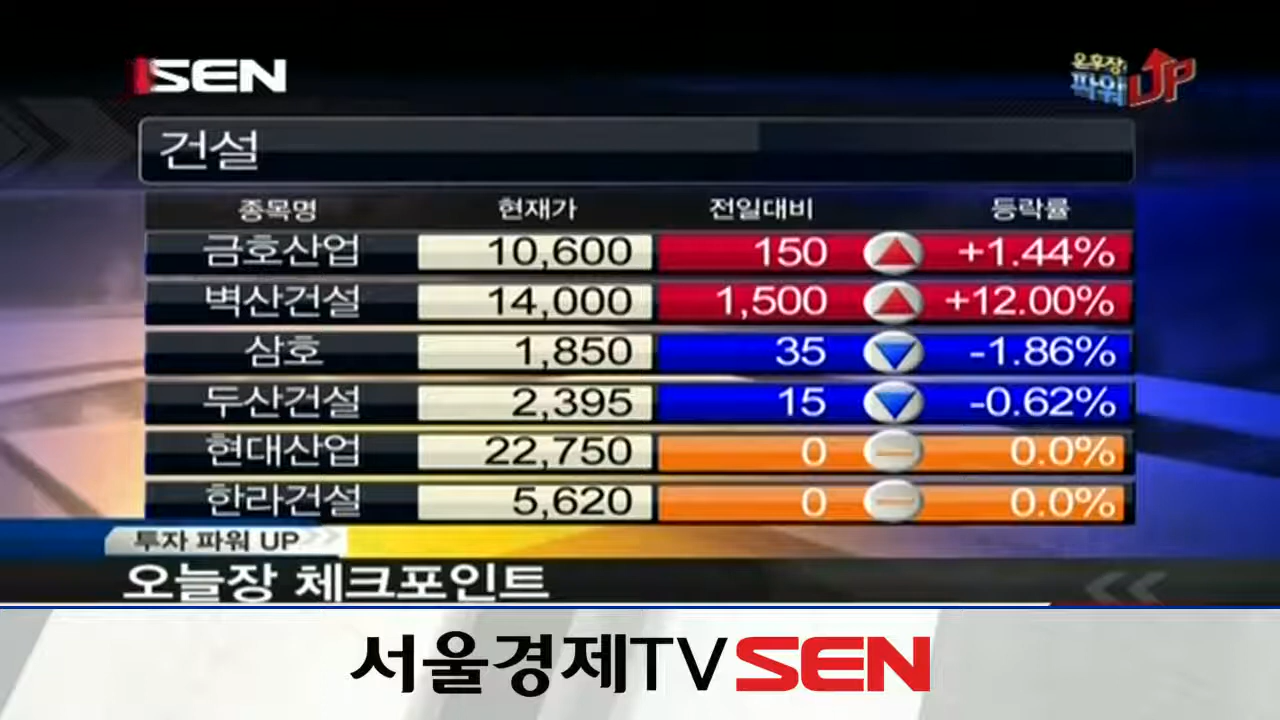 SEN
온후장
파워UP
건설
종목명 현재가 전일대비 등락률
금호산업 10,600 150 +1.44%
벽산건설 14,000 1,500 +12.00%
삼호 1,850 35 -1.86%
두산건설 2,395 15 -0.62%
현대산업 22,750 0 0.0%
한라건설 5,620 0 0.0%
투자 파워 UP
오늘장 체크포인트
서울경제TV SEN